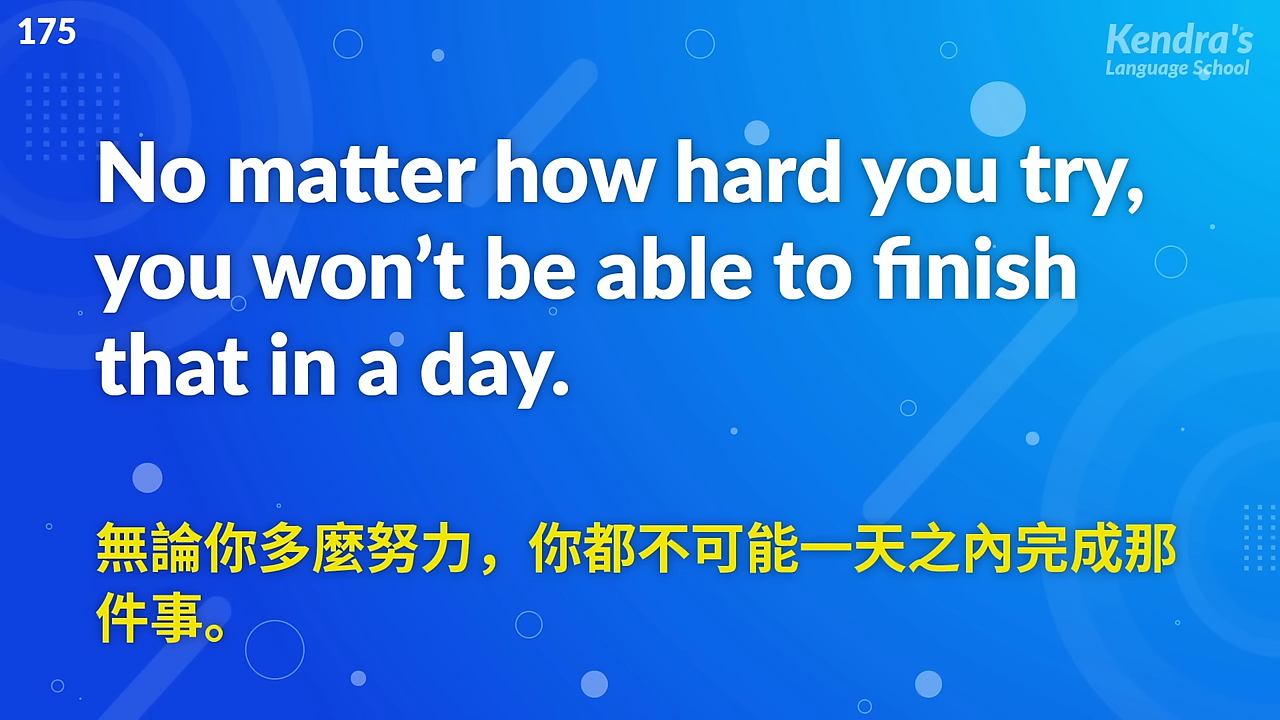 175
Kendra's
Language School
No matter how hard you try,
you won’t be able to finish
that in a day.
無論你多麼努力，你都不可能一天之內完成那
件事。